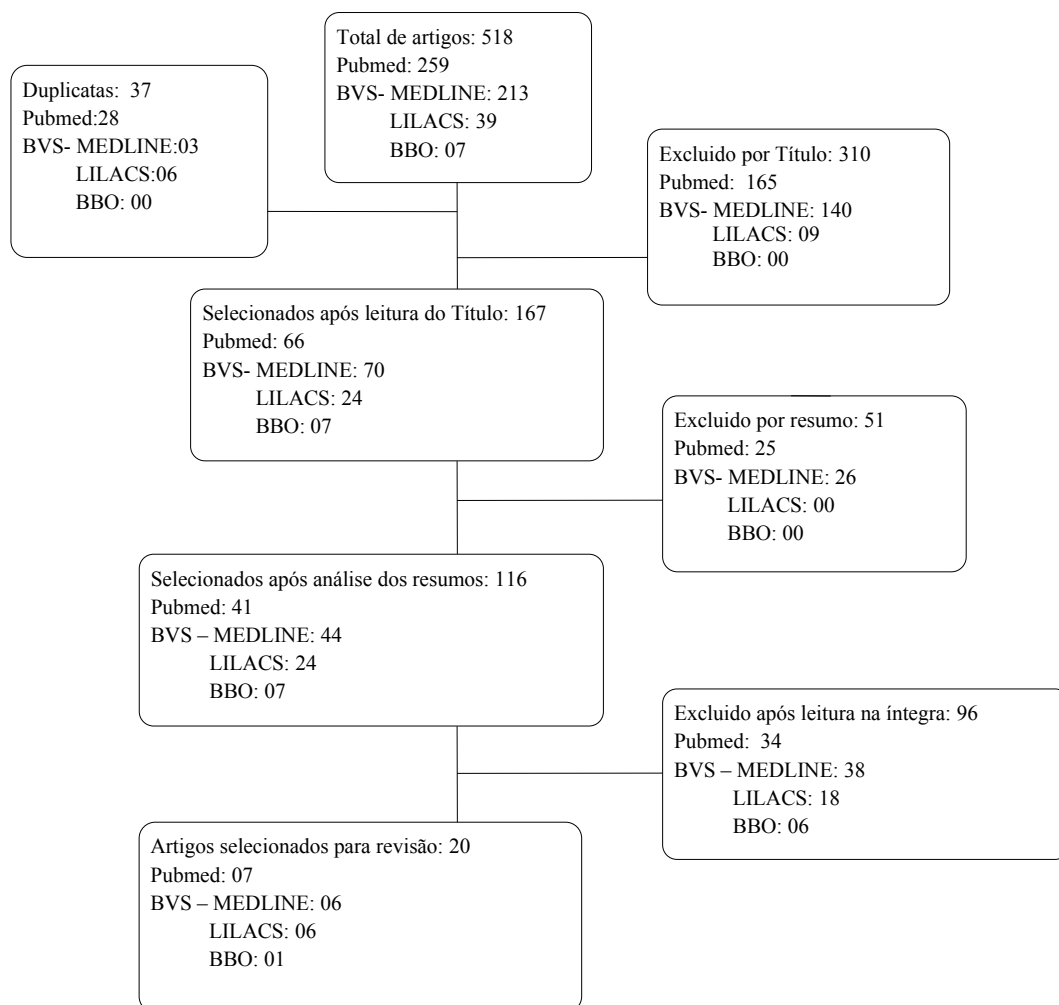 Total de artigos: 518
Pubmed: 259
BVS- MEDLINE: 213
LILACS: 39
BBO: 07
Duplicatas: 37
Pubmed:28
BVS- MEDLINE:03
LILACS:06
BBO: 00
Excluido por Título: 310
Pubmed: 165
BVS- MEDLINE: 140
LILACS: 09
BBO: 00
Selecionados após leitura do Título: 167
Pubmed: 66
BVS- MEDLINE: 70
LILACS: 24
BBO: 07
Excluido por resumo: 51
Pubmed: 25
BVS- MEDLINE: 26
LILACS: 00
BBO: 00
Selecionados após análise dos resumos: 116
Pubmed: 41
BVS – MEDLINE: 44
LILACS: 24
BBO: 07
Excluido após leitura na íntegra: 96
Pubmed: 34
BVS – MEDLINE: 38
LILACS: 18
BBO: 06
Artigos selecionados para revisão: 20
Pubmed: 07
BVS – MEDLINE: 06
LILACS: 06
BBO: 01